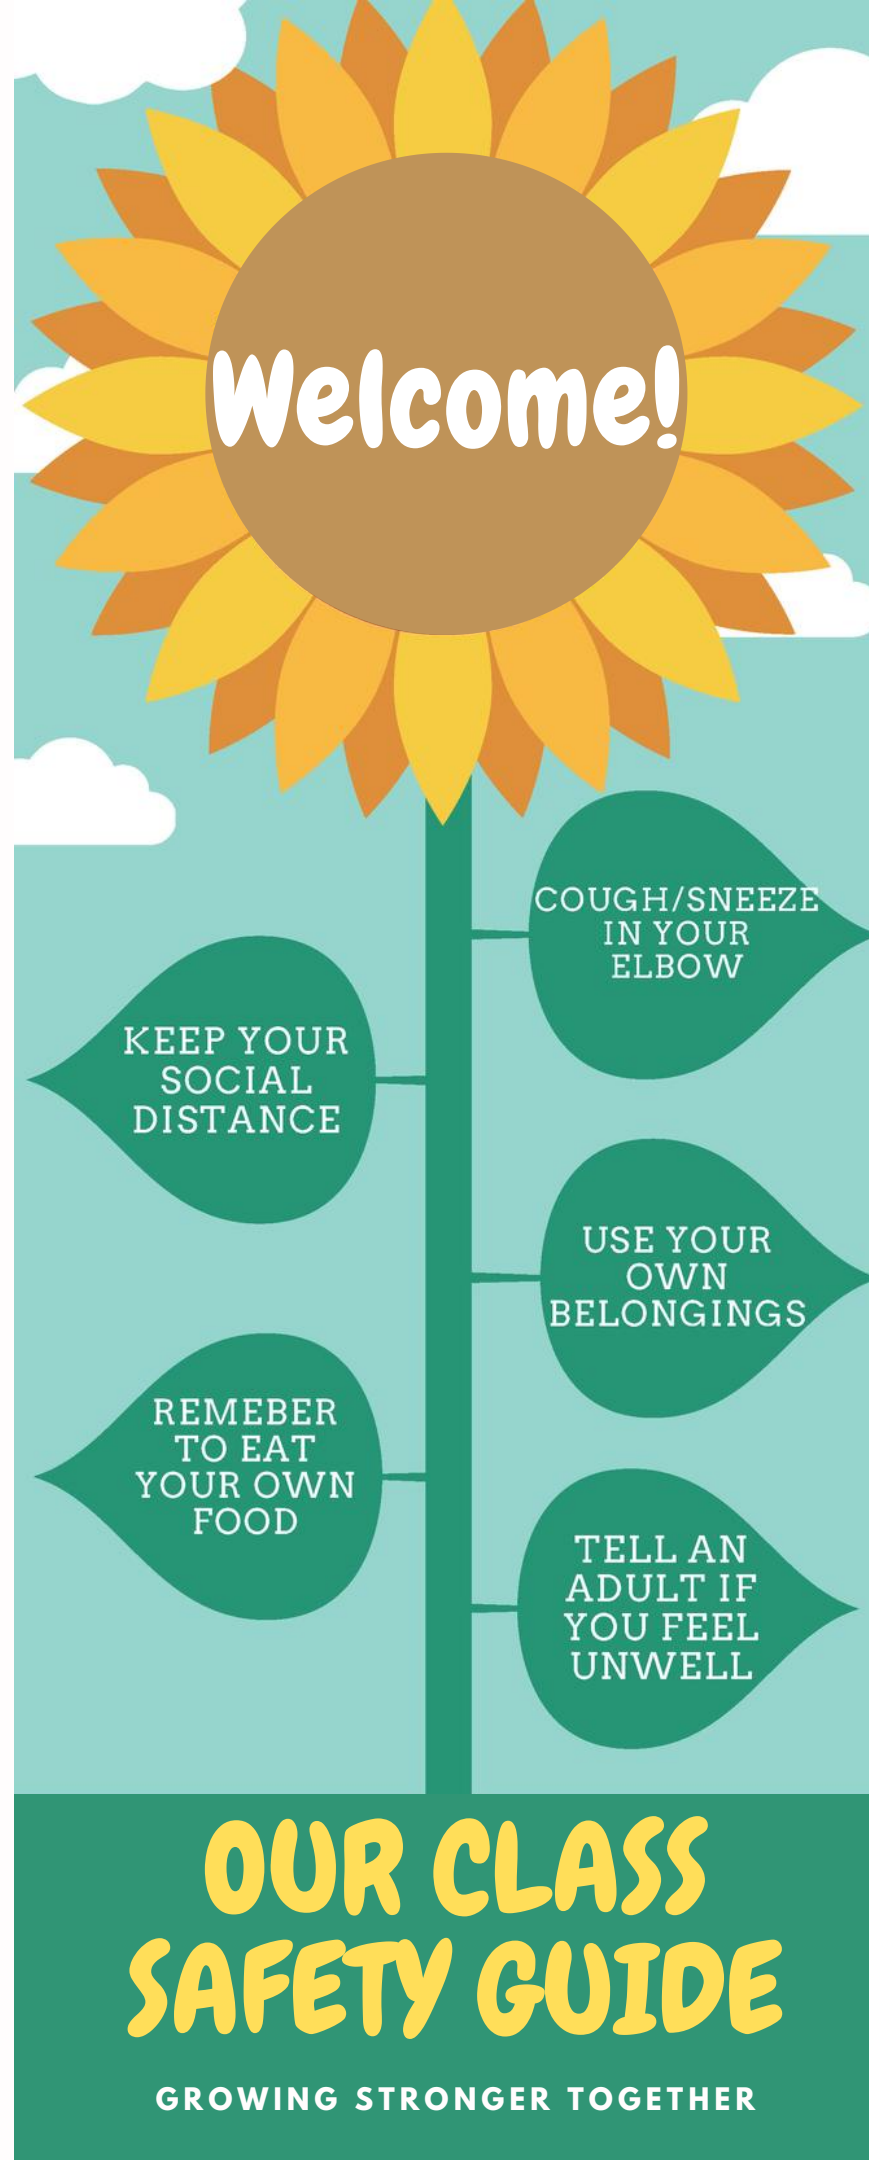 Welcome!
COUGH/SNEEZE
IN YOUR
ELBOW
KEEP YOUR
SOCIAL
DISTANCE
USE YOUR
OWN
BELONGINGS
REMEBER
TO EAT
YOUR OWN
FOOD
TELL AN
ADULT IF
YOU FEEL
UNWELL
OUR CLASS
SAFETY GUIDE
GROWING STRONGER TOGETHER